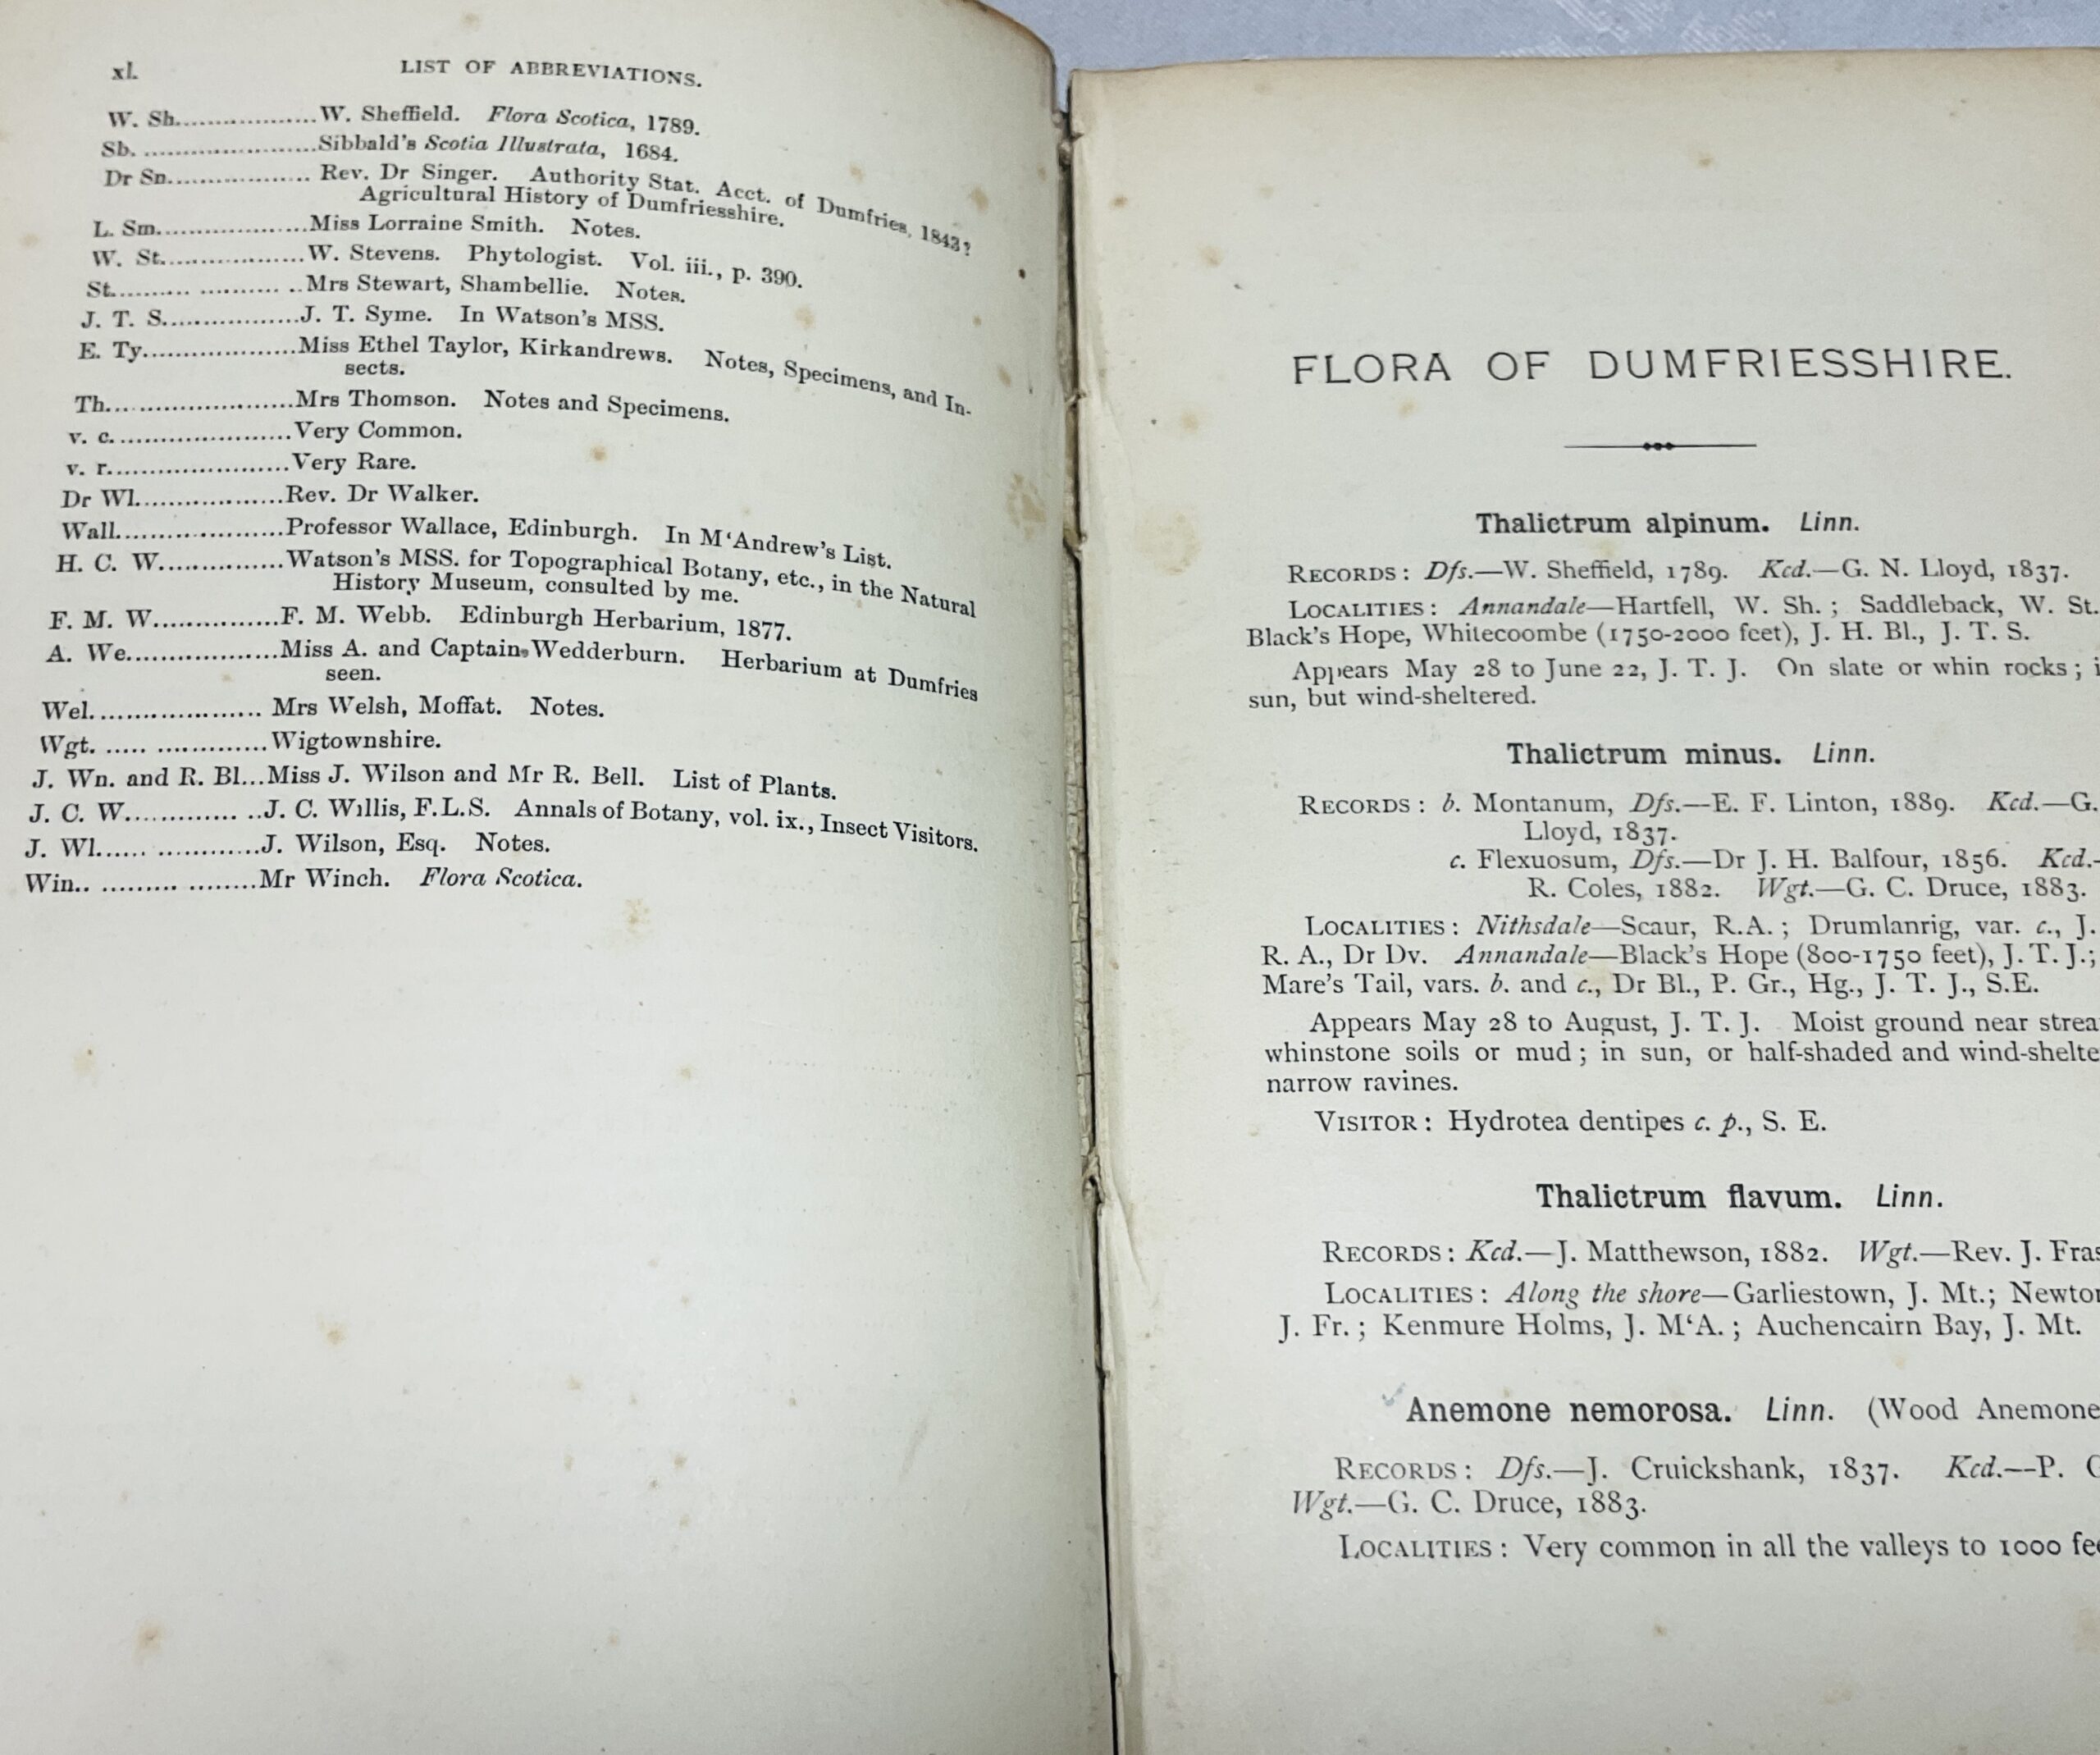 xl.
LIST OF ABBREVIATIONS.
W. Sh..................W. Sheffield. Flora Scotica, 1789.
Sb. ......................Sibbald's Scotia Illustrata, 1684.
Dr Sn.................. Rev. Dr Singer. Authority Stat. Acct. of Dumfries, 1843?
Agricultural History of Dumfriesshire.
L. Sm...................Miss Lorraine Smith. Notes.
W. St..................W. Stevens. Phytologist. Vol. iii., p. 390.
St.......... ........... ..Mrs Stewart, Shambellie. Notes.
J. T. S.................J. T. Syme. In Watson's MSS.
E. Ty...................Miss Ethel Taylor, Kirkandrews. Notes, Specimens, and In-
sects.
Th........................Mrs Thomson. Notes and Specimens.
v. c......................Very Common.
v. r.......................Very Rare.
Dr Wl...................Rev. Dr Walker.
Wall.....................Professor Wallace, Edinburgh. In M‘Andrew's List.
H. C. W...............Watson's MSS. for Topographical Botany, etc., in the Natural
History Museum, consulted by me.
F. M. W...............F. M. Webb. Edinburgh Herbarium, 1877.
A. We..................Miss A. and Captain Wedderburn. Herbarium at Dumfries
seen.
Wel..................... Mrs Welsh, Moffat. Notes.
Wgt. ..... .............Wigtownshire.
J. Wn. and R. Bl...Miss J. Wilson and Mr R. Bell. List of Plants.
J. C. W............. ..J. C. Willis, F.L.S. Annals of Botany, vol. ix., Insect Visitors.
J. Wl...... ............J. Wilson, Esq. Notes.
Win.. ......... ........Mr Winch. Flora Scotica.
FLORA OF DUMFRIESSHIRE.
Thalictrum alpinum. Linn.
RECORDS: Dfs.—W. Sheffield, 1789. Kcd.—G. N. Lloyd, 1837.
LOCALITIES: Annandale—Hartfell, W. Sh.; Saddleback, W. St.
Black's Hope, Whitecoombe (1750-2000 feet), J. H. Bl., J. T. S.
Appears May 28 to June 22, J. T. J. On slate or whin rocks; i
sun, but wind-sheltered.
Thalictrum minus. Linn.
RECORDS: b. Montanum, Dfs.—E. F. Linton, 1889. Kcd.—G.
Lloyd, 1837.
c. Flexuosum, Dfs.—Dr J. H. Balfour, 1856. Kcd.-
R. Coles, 1882. Wgt.—G. C. Druce, 1883.
LOCALITIES: Nithsdale—Scaur, R.A.; Drumlanrig, var. c., J.
R. A., Dr Dv. Annandale—Black's Hope (800-1750 feet), J. T. J.;
Mare's Tail, vars. b. and c., Dr Bl., P. Gr., Hg., J. T. J., S.E.
Appears May 28 to August, J. T. J. Moist ground near strea
whinstone soils or mud; in sun, or half-shaded and wind-shelte
narrow ravines.
VISITOR: Hydrotea dentipes c. p., S. E.
Thalictrum flavum. Linn.
RECORDS: Kcd.—J. Matthewson, 1882. Wgt.—Rev. J. Fras
LOCALITIES: Along the shore—Garliestown, J. Mt.; Newton
J. Fr.; Kenmure Holms, J. M‘A.; Auchencairn Bay, J. Mt.
Anemone nemorosa. Linn. (Wood Anemone
RECORDS: Dfs.—J. Cruickshank, 1837. Kcd.--P. G
Wgt.—G. C. Druce, 1883.
LOCALITIES: Very common in all the valleys to 1000 fee